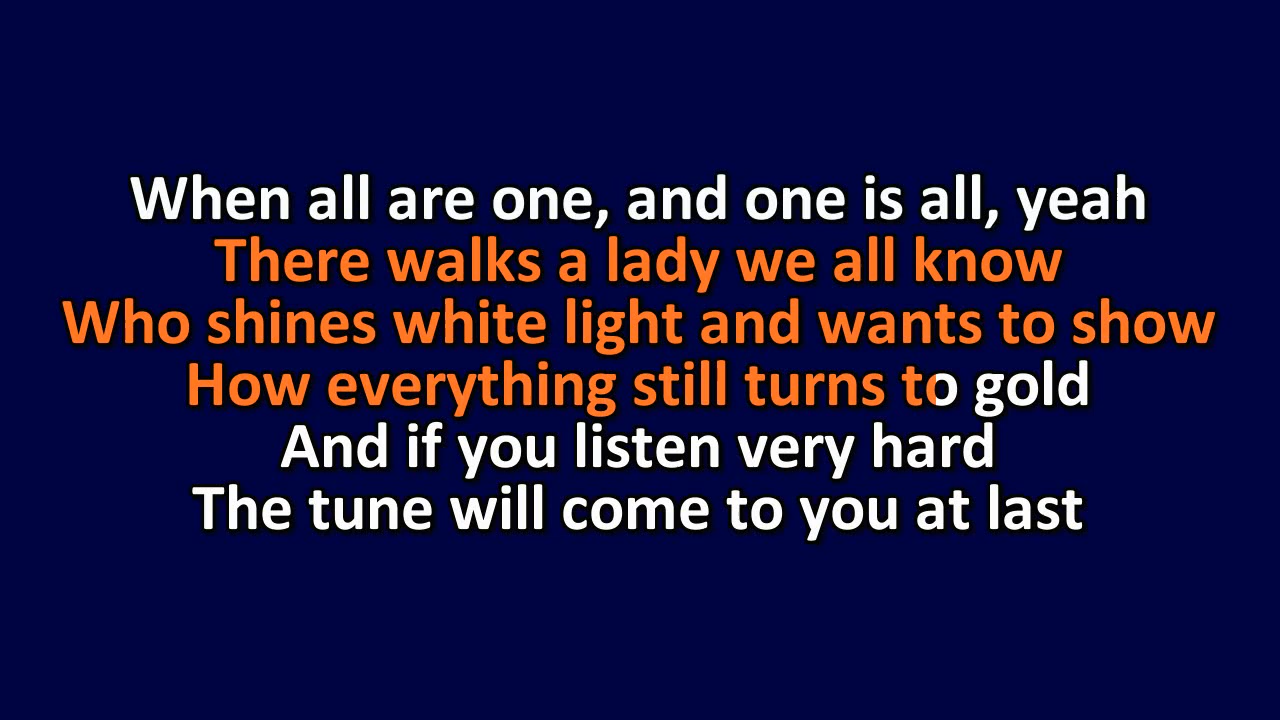 When all are one, and one is all, yeah
There walks a lady we all know
Who shines white light and wants to show
How everything still turns to gold
And if you listen very hard
The tune will come to you at last